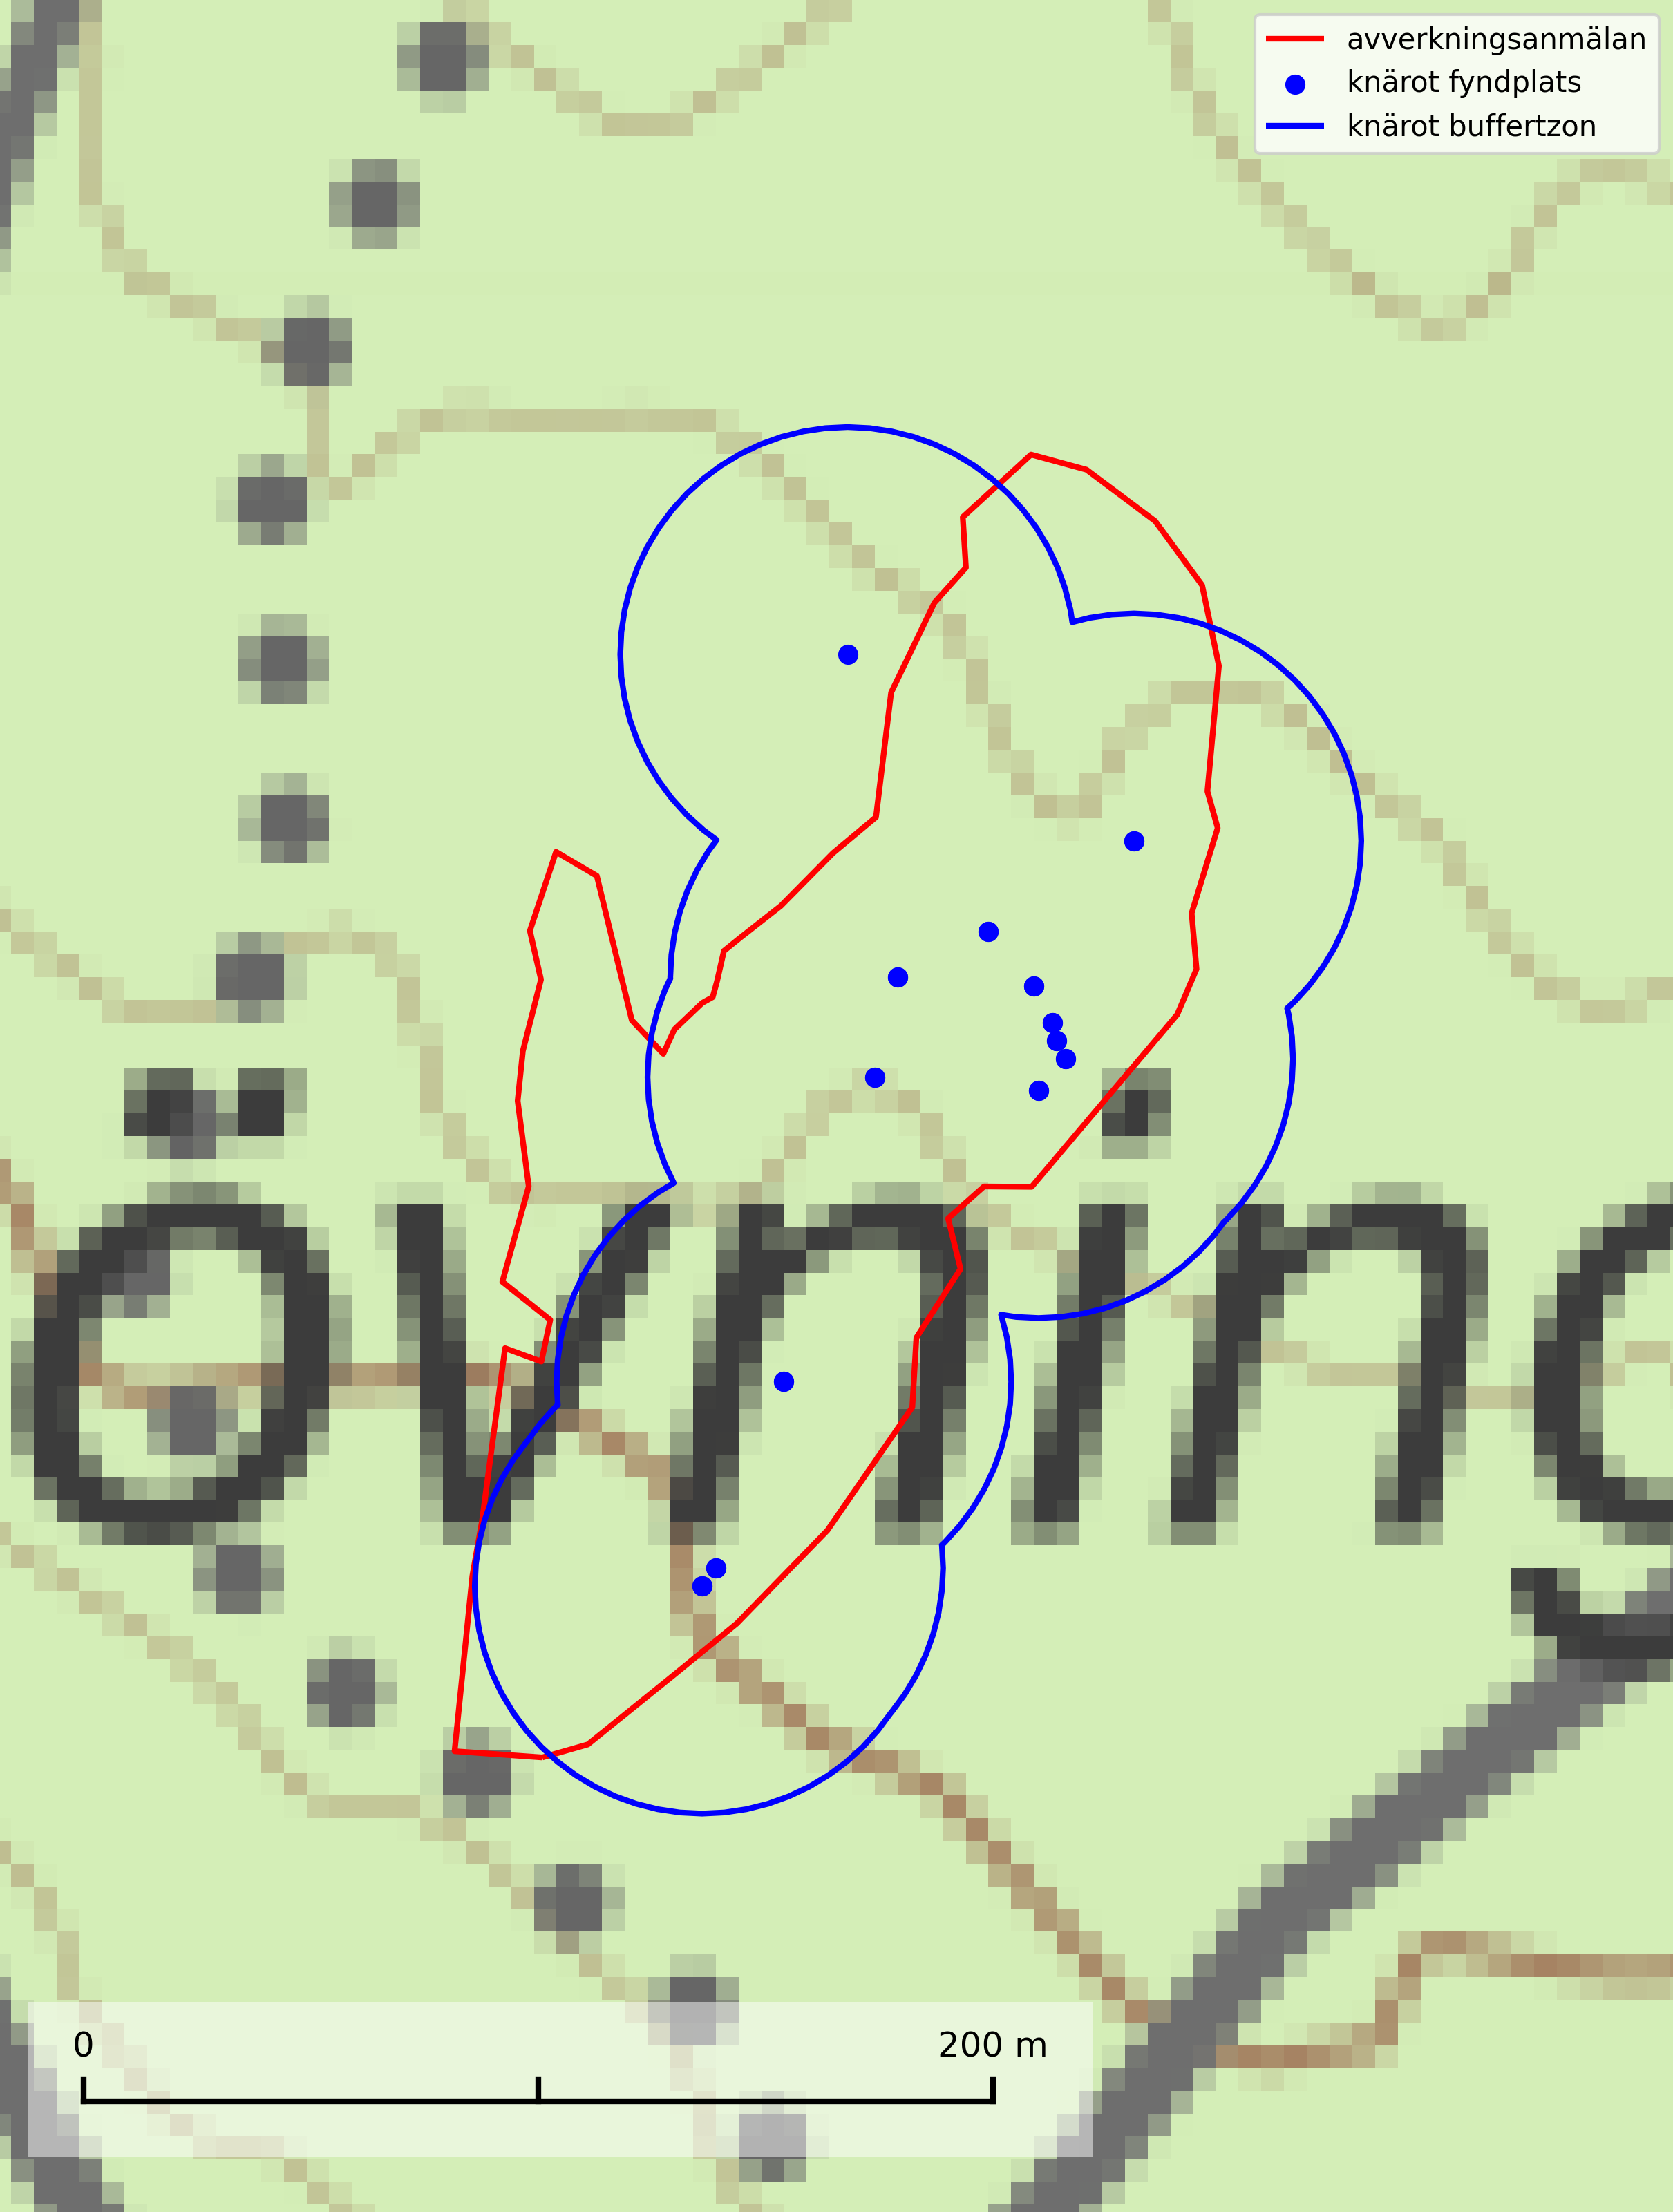 avverkningsanmälan
knärot fyndplats
knärot buffertzon
0
200 m